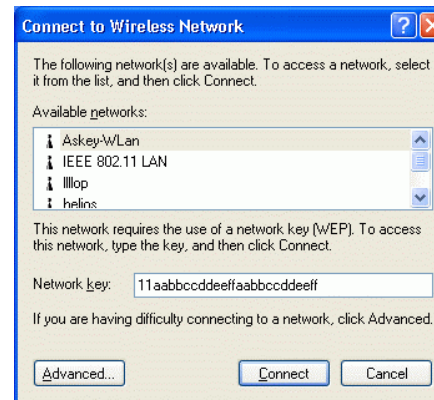 Connect to Wireless Network
The following network(s) are available. To access a network, select
it from the list, and then click Connect.
Available networks:
Askey-WLan
IEEE 802.11 LAN
llllop
helios
This network requires the use of a network key (WEP). To access
this network, type the key, and then click Connect.
Network key: 11aabbccddeeffaabbccddeeff
If you are having difficulty connecting to a network, click Advanced.
Advanced... Connect Cancel